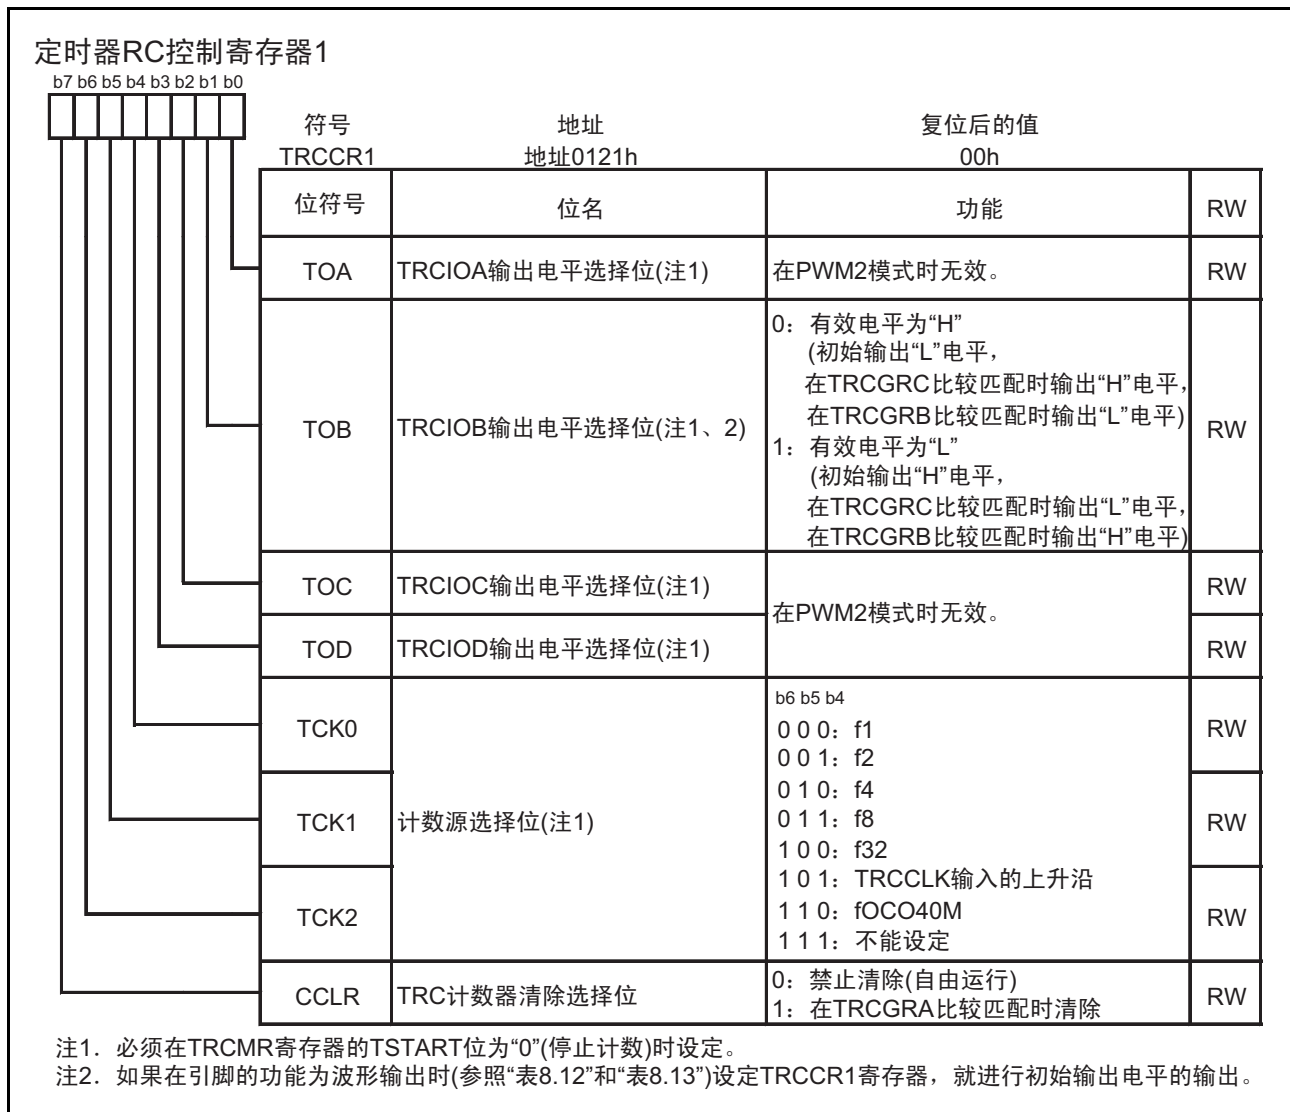 定时器RC控制寄存器1
b7 b6 b5 b4 b3 b2 b1 b0
符号 地址 复位后的值
TRCCR1 地址0121h 00h
位符号 位名 功能 RW
TOA TRCIOA输出电平选择位(注1) 在PWM2模式时无效。 RW
TOB TRCIOB输出电平选择位(注1、2) RW
0：有效电平为“H”
(初始输出“L”电平，
在TRCGRC比较匹配时输出“H”电平，
在TRCGRB比较匹配时输出“L”电平)
1：有效电平为“L”
(初始输出“H”电平，
在TRCGRC比较匹配时输出“L”电平，
在TRCGRB比较匹配时输出“H”电平)
TOC TRCIOC输出电平选择位(注1) RW
在PWM2模式时无效。
TOD TRCIOD输出电平选择位(注1) RW
TCK0 RW
TCK1 计数源选择位(注1) RW
TCK2 RW
b6 b5 b4
0 0 0：f1
0 0 1：f2
0 1 0：f4
0 1 1：f8
1 0 0：f32
1 0 1：TRCCLK输入的上升沿
1 1 0：fOCO40M
1 1 1：不能设定
CCLR TRC计数器清除选择位 RW
0：禁止清除(自由运行)
1：在TRCGRA比较匹配时清除
注1．必须在TRCMR寄存器的TSTART位为“0”(停止计数)时设定。
注2．如果在引脚的功能为波形输出时(参照“表8.12”和“表8.13”)设定TRCCR1寄存器，就进行初始输出电平的输出。